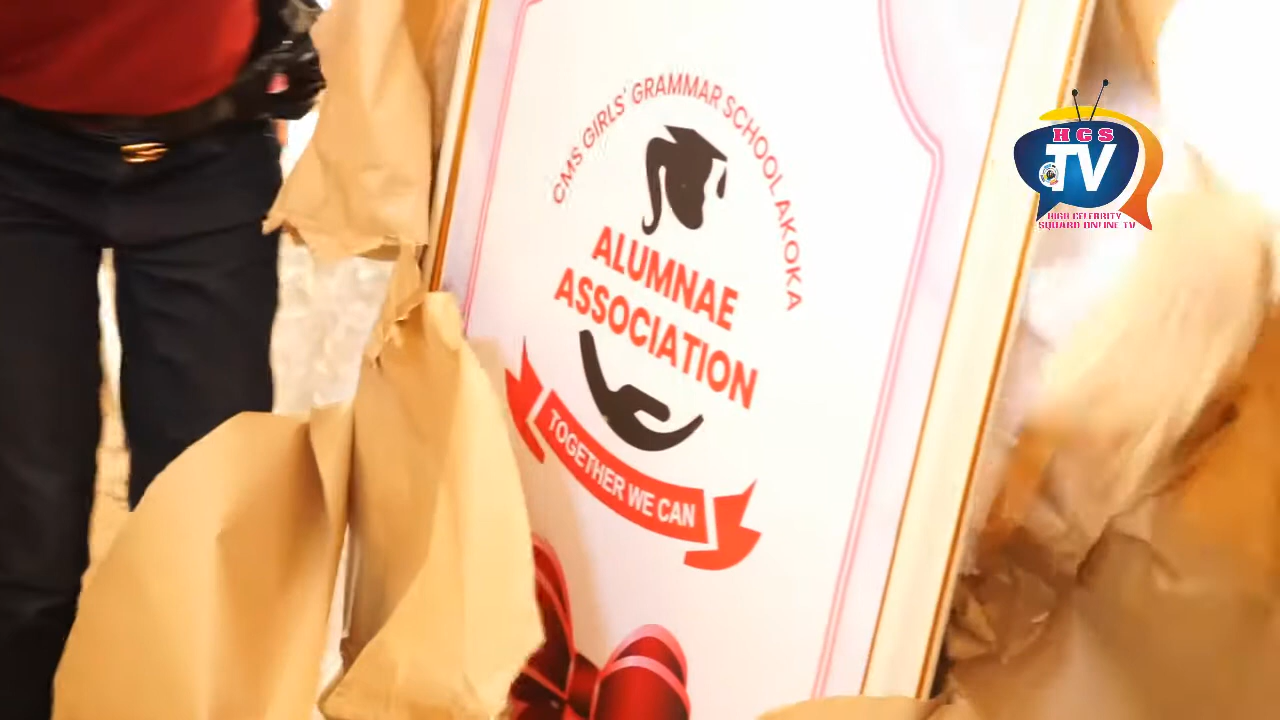 CMS GIRLS' GRAMMAR SCHOOL AKOKA
ALUMNAE
ASSOCIATION
TOGETHER WE CAN
HGS
TV
HIGH CELEBRITY
SQUARD ONLINE TV